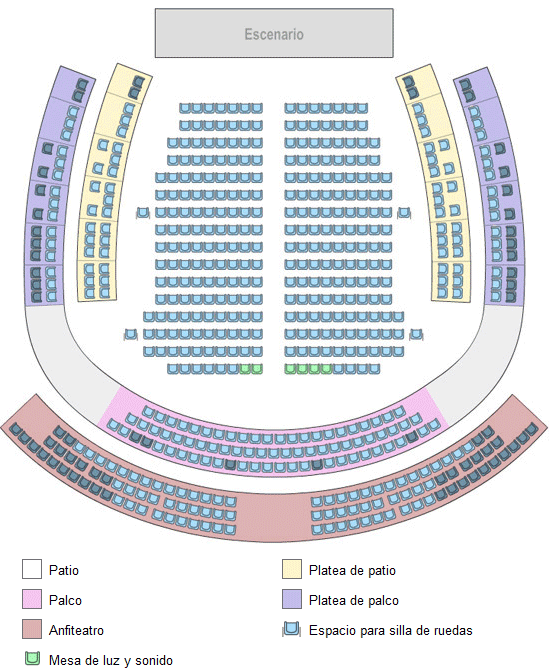 Escenario
Patio
Platea de patio
Palco
Platea de palco
Anfiteatro
Espacio para silla de ruedas
Mesa de luz y sonido